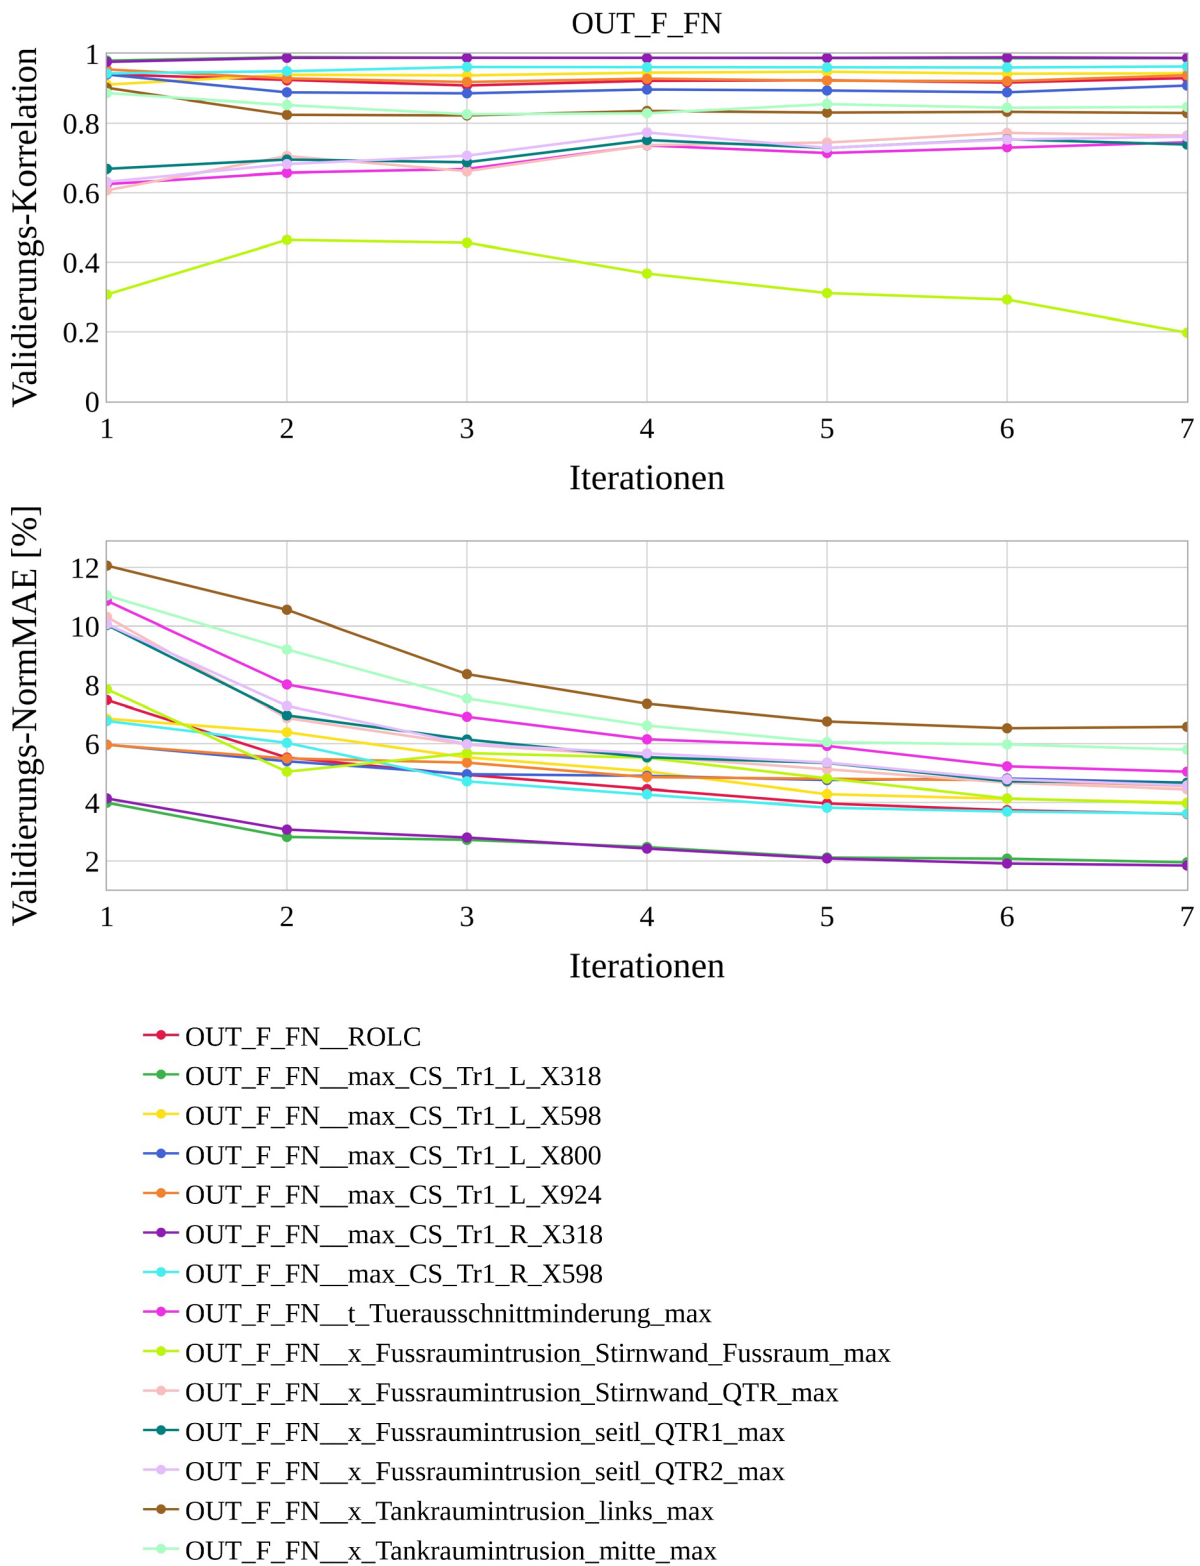 OUT_F_FN
Validierungs-Korrelation
1
0.8
0.6
0.4
0.2
0
1 2 3 4 5 6 7
Iterationen
Validierungs-NormMAE [%]
12
10
8
6
4
2
1 2 3 4 5 6 7
Iterationen
OUT_F_FN__ROLC
OUT_F_FN__max_CS_Tr1_L_X318
OUT_F_FN__max_CS_Tr1_L_X598
OUT_F_FN__max_CS_Tr1_L_X800
OUT_F_FN__max_CS_Tr1_L_X924
OUT_F_FN__max_CS_Tr1_R_X318
OUT_F_FN__max_CS_Tr1_R_X598
OUT_F_FN__t_Tuerausschnittminderung_max
OUT_F_FN__x_Fussraumintrusion_Stirnwand_Fussraum_max
OUT_F_FN__x_Fussraumintrusion_Stirnwand_QTR_max
OUT_F_FN__x_Fussraumintrusion_seitl_QTR1_max
OUT_F_FN__x_Fussraumintrusion_seitl_QTR2_max
OUT_F_FN__x_Tankraumintrusion_links_max
OUT_F_FN__x_Tankraumintrusion_mitte_max